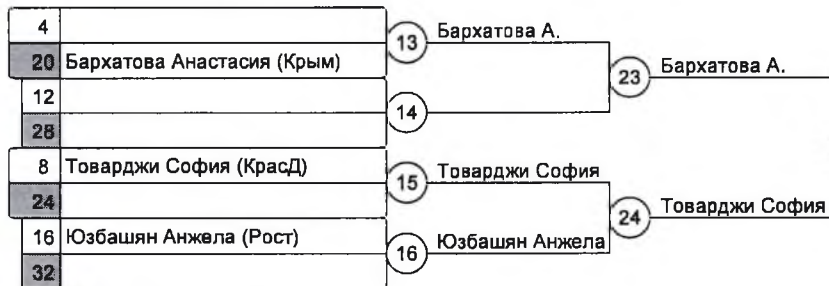 4
13 Бархатова А.
20 Бархатова Анастасия (Крым)
23 Бархатова А.
12
14
28
8 Товарджи София (КрасД)
15 Товарджи София
24
24 Товарджи София
16 Юзбашян Анжела (Рост)
16 Юзбашян Анжела
32